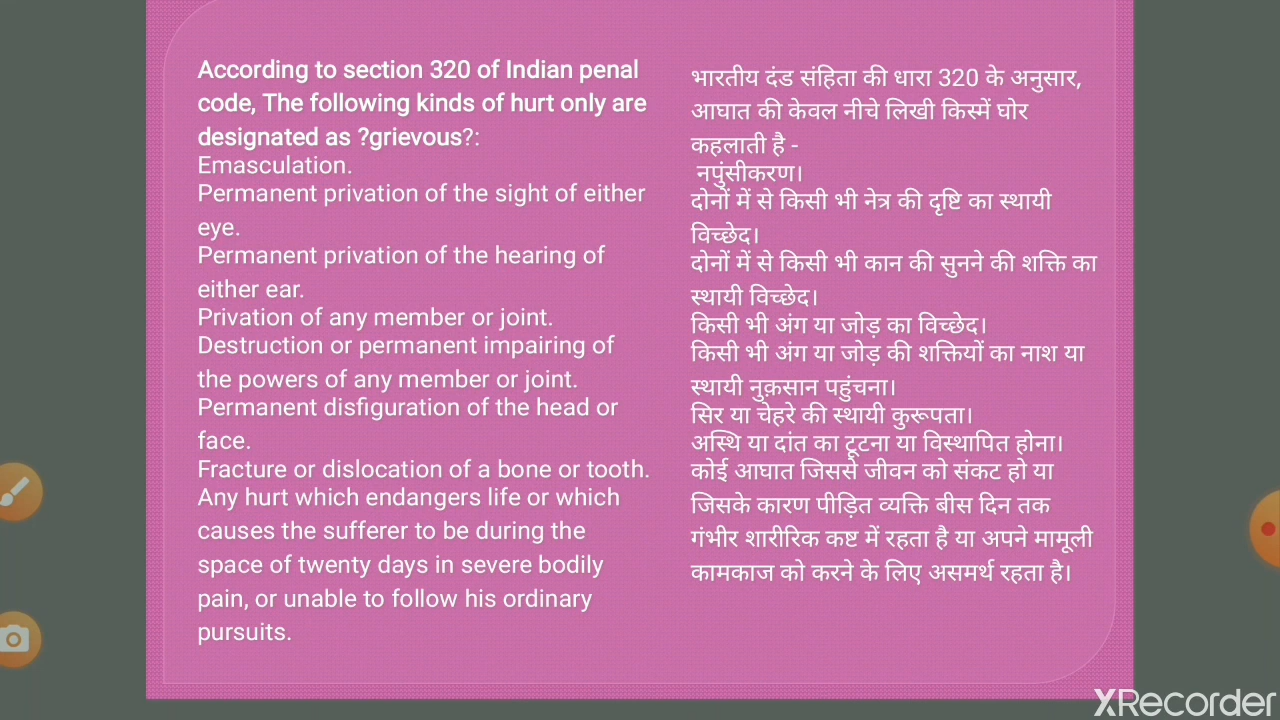 According to section 320 of Indian penal
code, The following kinds of hurt only are
designated as ?grievous?:
Emasculation.
Permanent privation of the sight of either
eye.
Permanent privation of the hearing of
either ear.
Privation of any member or joint.
Destruction or permanent impairing of
the powers of any member or joint.
Permanent disfiguration of the head or
face.
Fracture or dislocation of a bone or tooth.
Any hurt which endangers life or which
causes the sufferer to be during the
space of twenty days in severe bodily
pain, or unable to follow his ordinary
pursuits.
भारतीय दंड संहिता की धारा 320 के अनुसार,
आघात की केवल नीचे लिखी किस्में घोर
कहलाती है -
नपुंसीकरण।
दोनों में से किसी भी नेत्र की दृष्टि का स्थायी
विच्छेद।
दोनों में से किसी भी कान की सुनने की शक्ति का
स्थायी विच्छेद।
किसी भी अंग या जोड़ का विच्छेद।
किसी भी अंग या जोड़ की शक्तियों का नाश या
स्थायी नुक़सान पहुंचना।
सिर या चेहरे की स्थायी कुरूपता।
अस्थि या दांत का टूटना या विस्थापित होना।
कोई आघात जिससे जीवन को संकट हो या
जिसके कारण पीड़ित व्यक्ति बीस दिन तक
गंभीर शारीरिक कष्ट में रहता है या अपने मामूली
कामकाज को करने के लिए असमर्थ रहता है।
XRecorder